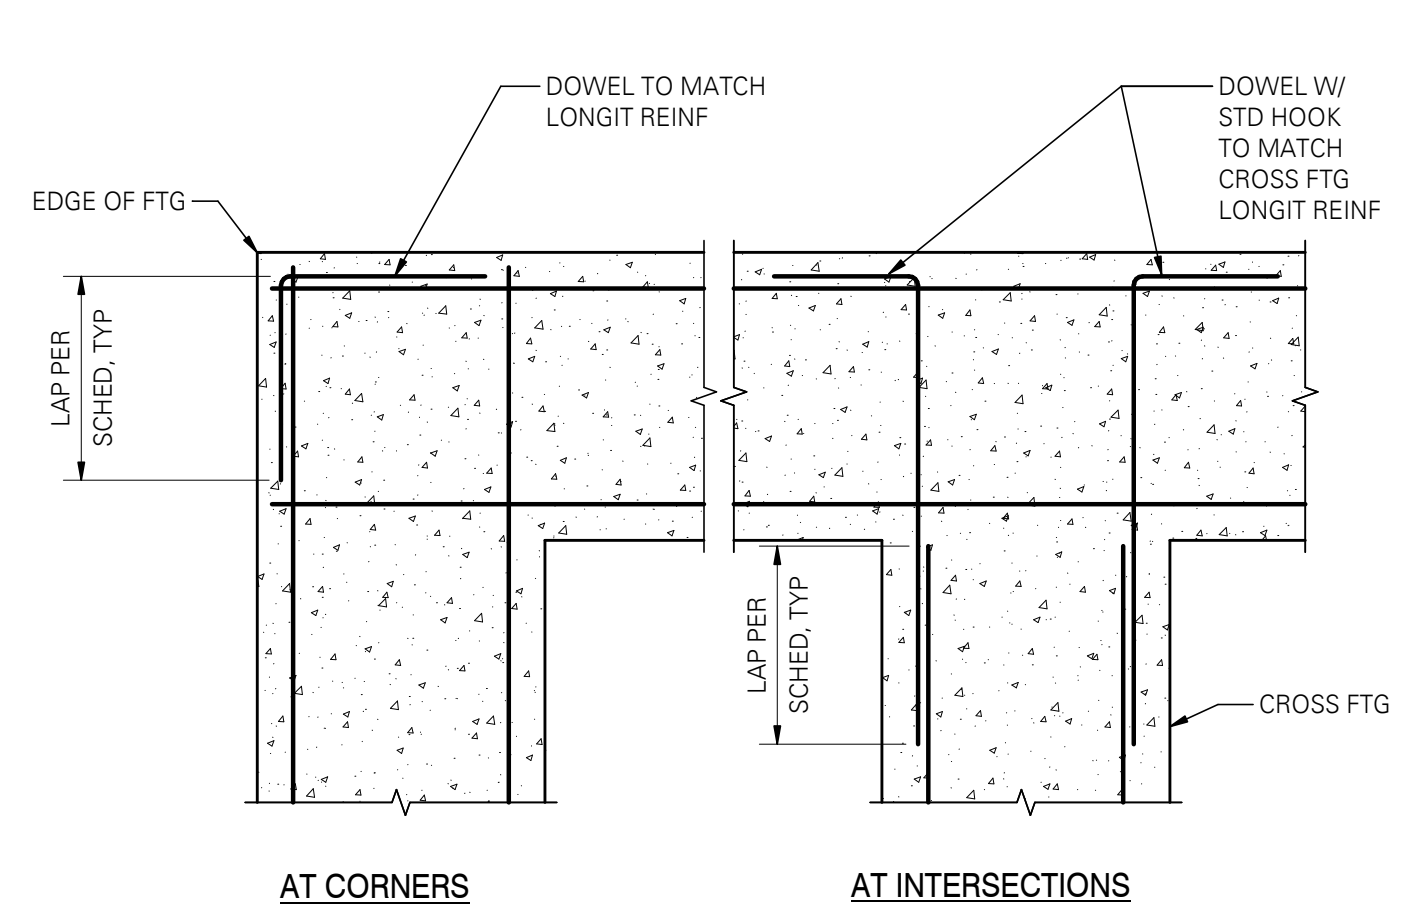 DOWEL TO MATCH
LONGIT REINF
EDGE OF FTG
LAP PER
SCHED, TYP
AT CORNERS
DOWEL W/
STD HOOK
TO MATCH
CROSS FTG
LONGIT REINF
LAP PER
SCHED, TYP
CROSS FTG
AT INTERSECTIONS